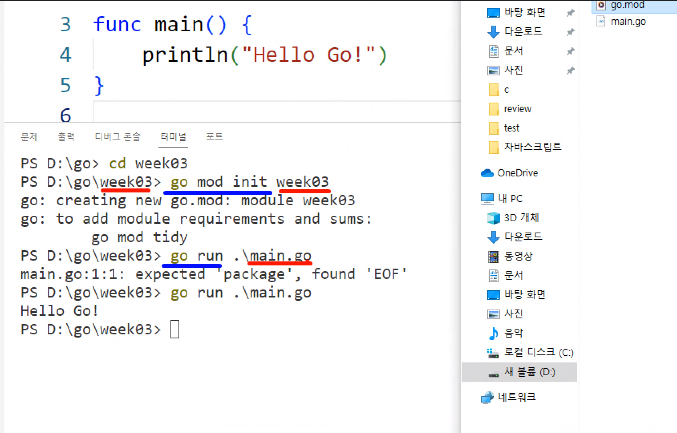 3 func main() {
4 println("Hello Go!")
5 }
6
문제 출력 디버그 콘솔 터미널 포트
PS D:\go> cd week03
PS D:\go\week03> go mod init week03
go: creating new go.mod: module week03
go: to add module requirements and sums:
go mod tidy
PS D:\go\week03> go run .\main.go
main.go:1:1: expected 'package', found 'EOF'
PS D:\go\week03> go run .\main.go
Hello Go!
PS D:\go\week03>
바탕 화면
다운로드
문서
사진
c
review
test
자바스크립트
OneDrive
내 PC
3D 개체
다운로드
동영상
문서
바탕 화면
사진
음악
로컬 디스크 (C:)
새 볼륨 (D:)
네트워크
go.mod
main.go